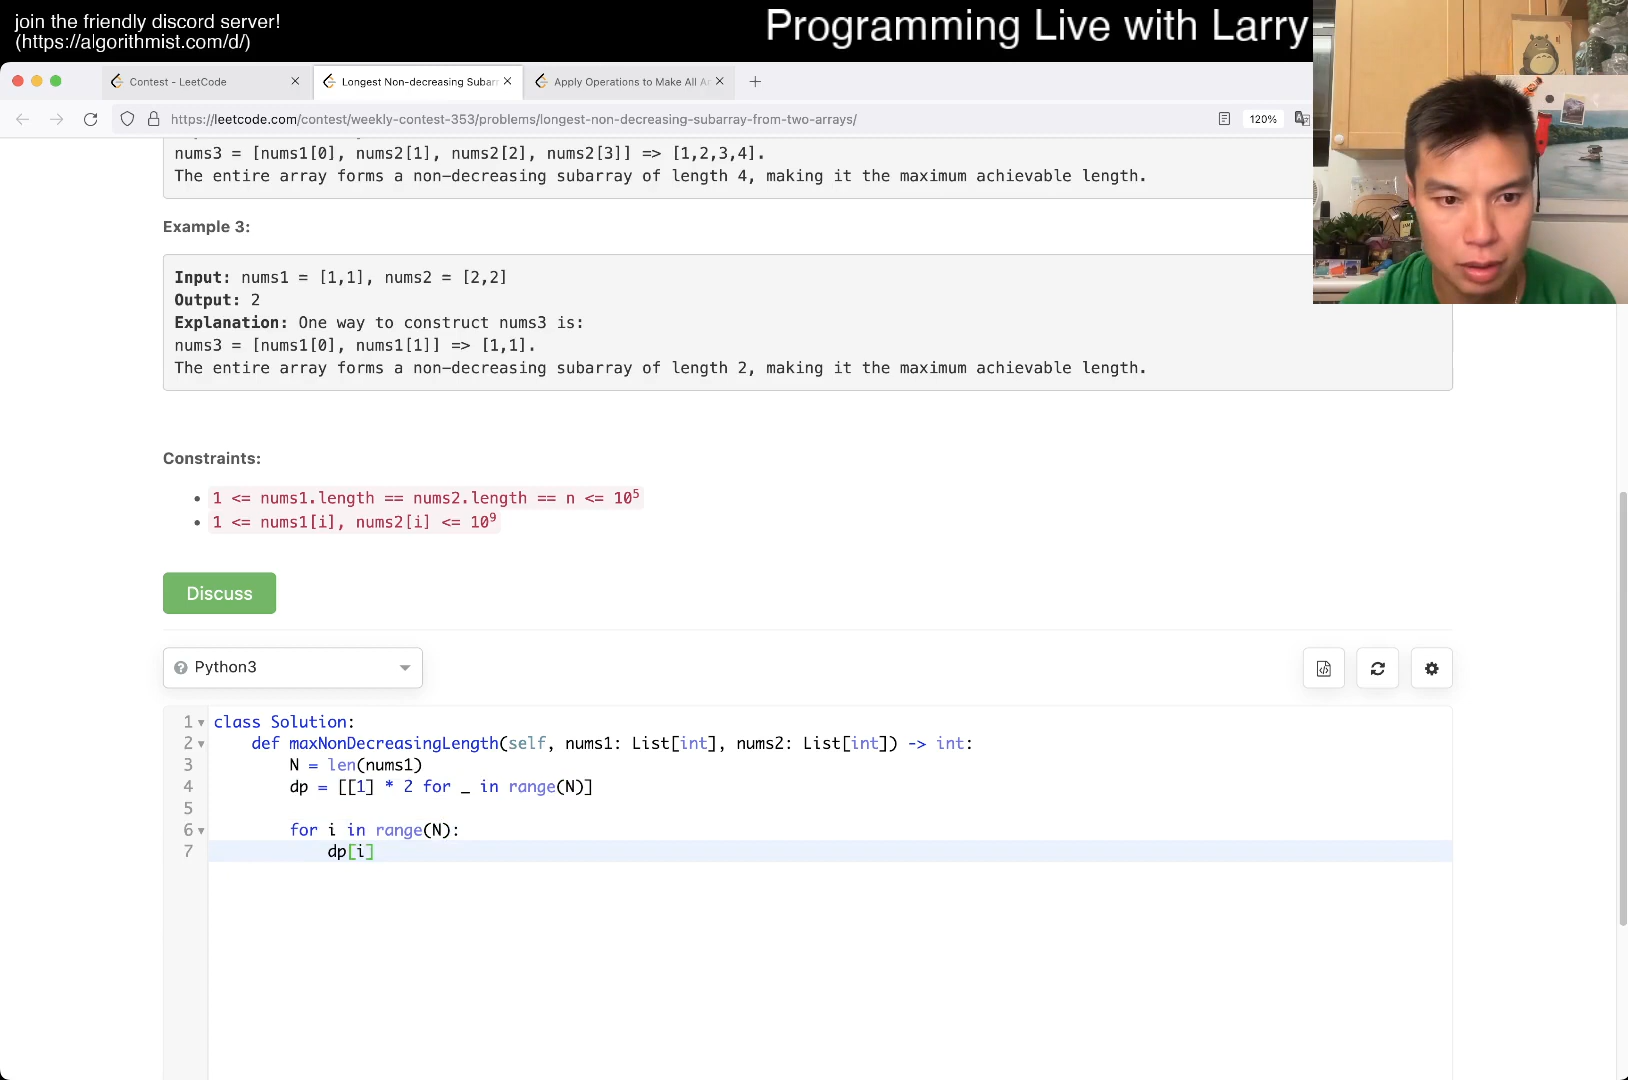 join the friendly discord server!
(https://algorithmist.com/d/)
Programming Live with Larry
Contest - LeetCode
Longest Non-decreasing Subarr
Apply Operations to Make All A
https://leetcode.com/contest/weekly-contest-353/problems/longest-non-decreasing-subarray-from-two-arrays/
120%
nums3 = [nums1[0], nums2[1], nums2[2], nums2[3]] => [1,2,3,4].
The entire array forms a non-decreasing subarray of length 4, making it the maximum achievable length.
Example 3:
Input: nums1 = [1,1], nums2 = [2,2]
Output: 2
Explanation: One way to construct nums3 is:
nums3 = [nums1[0], nums1[1]] => [1,1].
The entire array forms a non-decreasing subarray of length 2, making it the maximum achievable length.
Constraints:
• 1 <= nums1.length == nums2.length == n <= 10⁵
• 1 <= nums1[i], nums2[i] <= 10⁹
Discuss
Python3
1 class Solution:
2 def maxNonDecreasingLength(self, nums1: List[int], nums2: List[int]) -> int:
3 N = len(nums1)
4 dp = [[1] * 2 for _ in range(N)]
5
6 for i in range(N):
7 dp[i]